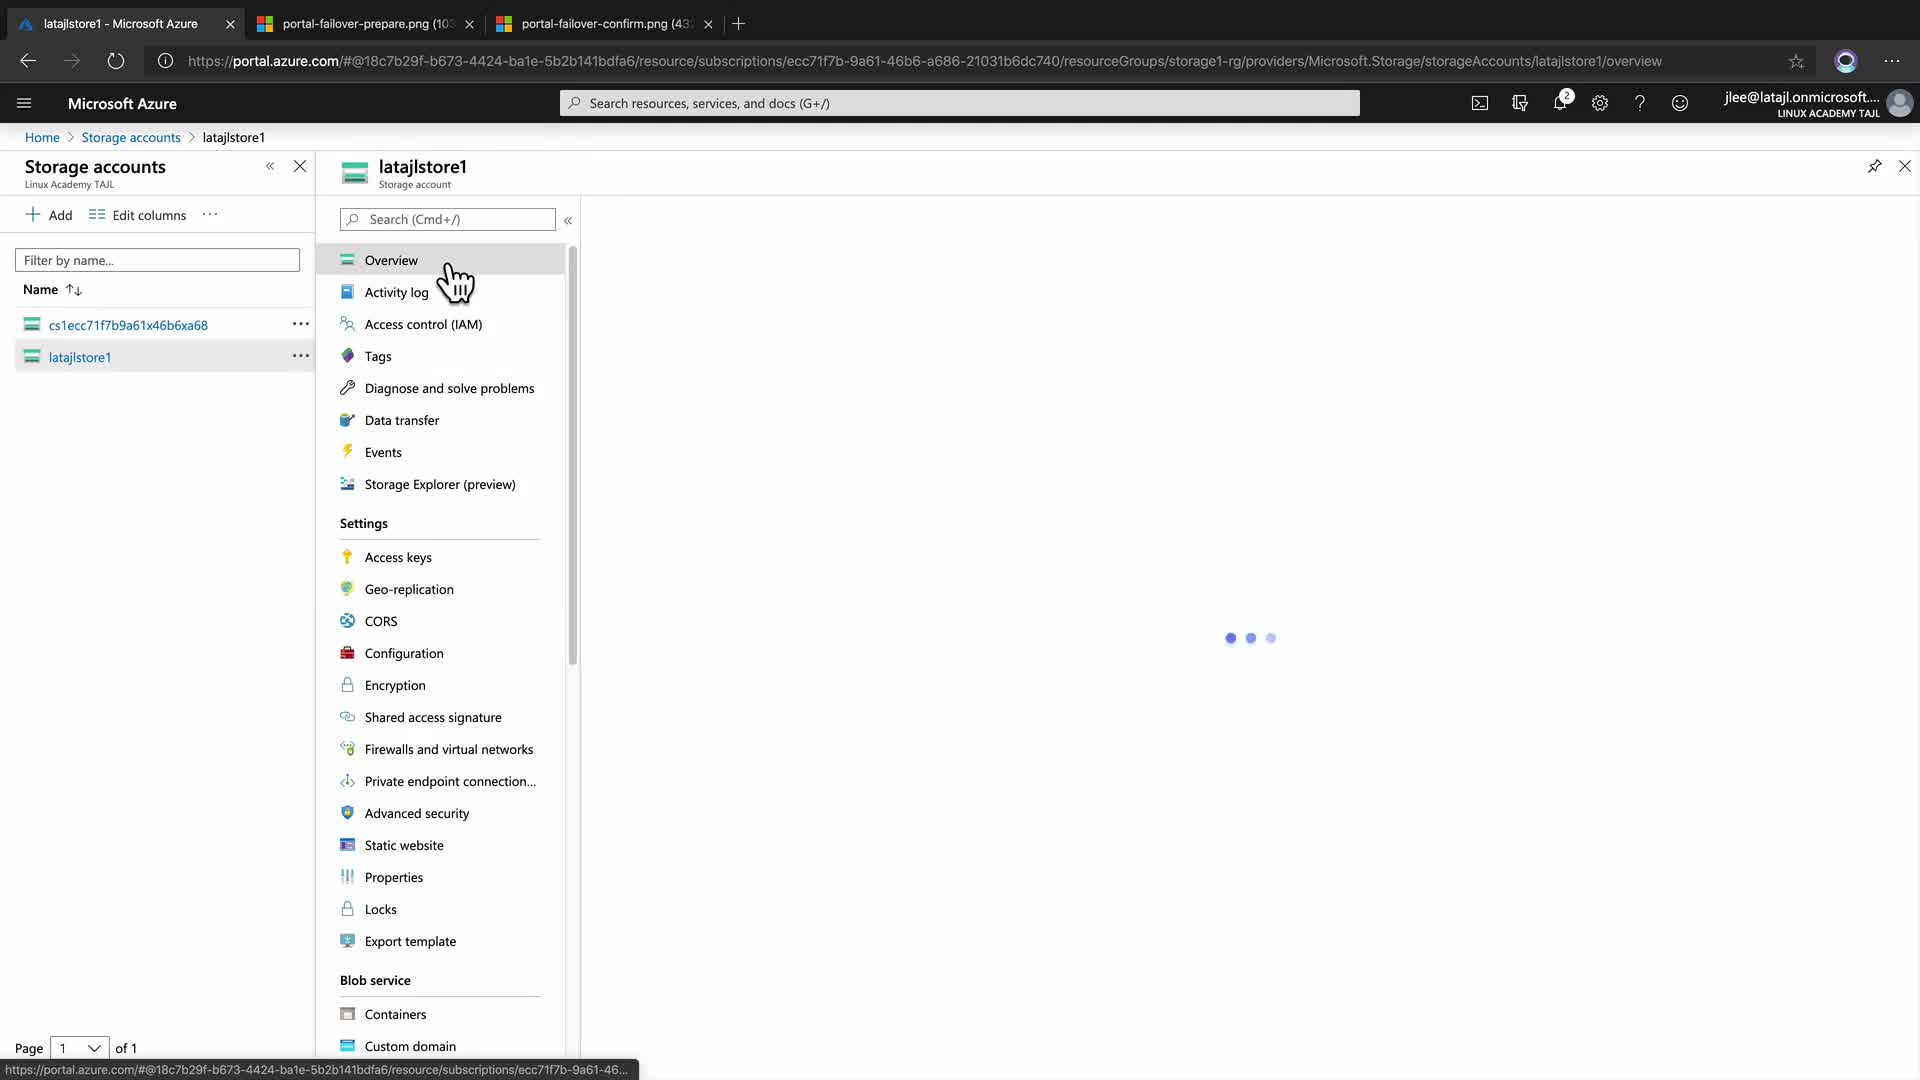 latajlstore1 - Microsoft Azure
portal-failover-prepare.png (103
portal-failover-confirm.png (43
https://portal.azure.com/#@18c7b29f-b673-4424-ba1e-5b2b141bdfa6/resource/subscriptions/ecc71f7b-9a61-46b6-a686-21031b6dc740/resourceGroups/storage1-rg/providers/Microsoft.Storage/storageAccounts/latajlstore1/overview
Microsoft Azure
Search resources, services, and docs (G+/)
2
jlee@latajl.onmicrosoft....
LINUX ACADEMY TAJL
Home > Storage accounts > latajlstore1
Storage accounts
Linux Academy TAJL
Add
Edit columns
Filter by name...
Name
cs1ecc71f7b9a61x46b6xa68
latajlstore1
Page 1 of 1
latajlstore1
Storage account
Search (Cmd+/)
Overview
Activity log
Access control (IAM)
Tags
Diagnose and solve problems
Data transfer
Events
Storage Explorer (preview)
Settings
Access keys
Geo-replication
CORS
Configuration
Encryption
Shared access signature
Firewalls and virtual networks
Private endpoint connection...
Advanced security
Static website
Properties
Locks
Export template
Blob service
Containers
Custom domain
https://portal.azure.com/#@18c7b29f-b673-4424-ba1e-5b2b141bdfa6/resource/subscriptions/ecc71f7b-9a61-46...